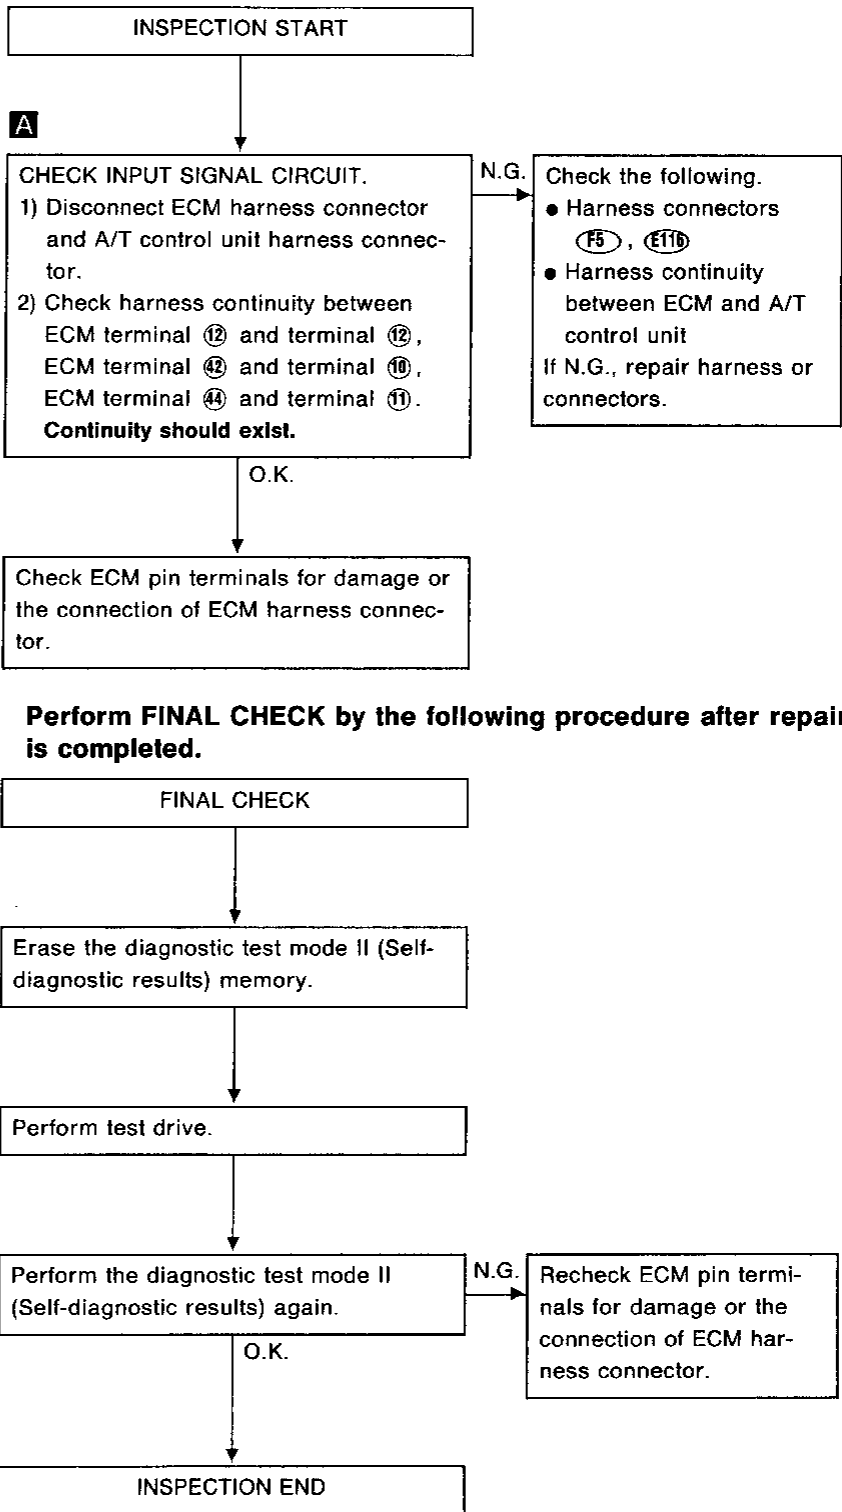 INSPECTION START
A
CHECK INPUT SIGNAL CIRCUIT.
1) Disconnect ECM harness connector
and A/T control unit harness connec-
tor.
2) Check harness continuity between
ECM terminal ⑫ and terminal ⑫,
ECM terminal ㊷ and terminal ⑩,
ECM terminal ㊹ and terminal ⑪.
Continuity should exist.
N.G.
Check the following.
● Harness connectors
F5, E116
● Harness continuity
between ECM and A/T
control unit
If N.G., repair harness or
connectors.
O.K.
Check ECM pin terminals for damage or
the connection of ECM harness connec-
tor.
Perform FINAL CHECK by the following procedure after repair
is completed.
FINAL CHECK
Erase the diagnostic test mode II (Self-
diagnostic results) memory.
Perform test drive.
Perform the diagnostic test mode II
(Self-diagnostic results) again.
N.G.
Recheck ECM pin termi-
nals for damage or the
connection of ECM har-
ness connector.
O.K.
INSPECTION END